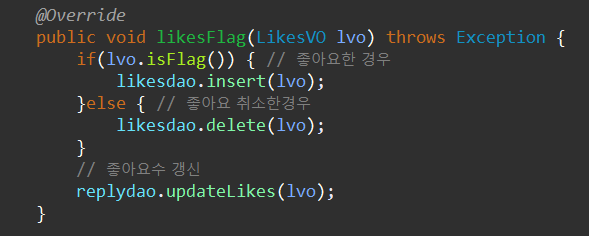 @Override
public void likesFlag(LikesVO lvo) throws Exception {
if(lvo.isFlag()) { // 좋아요한 경우
likesdao.insert(lvo);
}else { // 좋아요 취소한경우
likesdao.delete(lvo);
}
// 좋아요수 갱신
replydao.updateLikes(lvo);
}